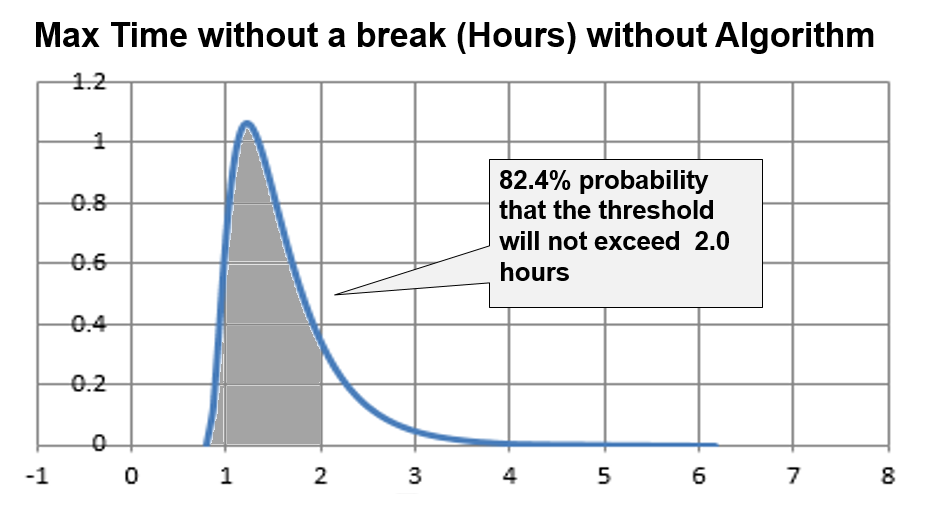 Max Time without a break (Hours) without Algorithm
1.2
1
0.8
0.6
0.4
0.2
0
82.4% probability
that the threshold
will not exceed 2.0
hours
-1 0 1 2 3 4 5 6 7 8